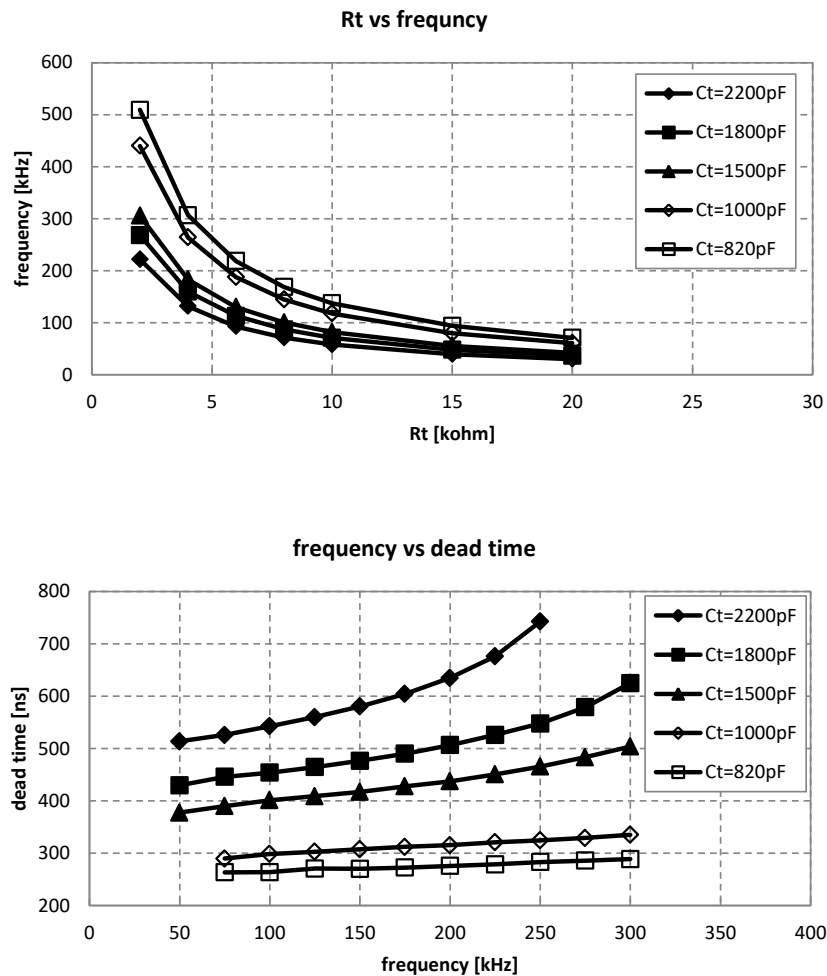 Rt vs frequncy
600
500
400
300
200
100
0
frequency [kHz]
0 5 10 15 20 25 30
Rt [kohm]
Ct=2200pF
Ct=1800pF
Ct=1500pF
Ct=1000pF
Ct=820pF
frequency vs dead time
800
700
600
500
400
300
200
dead time [ns]
0 50 100 150 200 250 300 350 400
frequency [kHz]
Ct=2200pF
Ct=1800pF
Ct=1500pF
Ct=1000pF
Ct=820pF